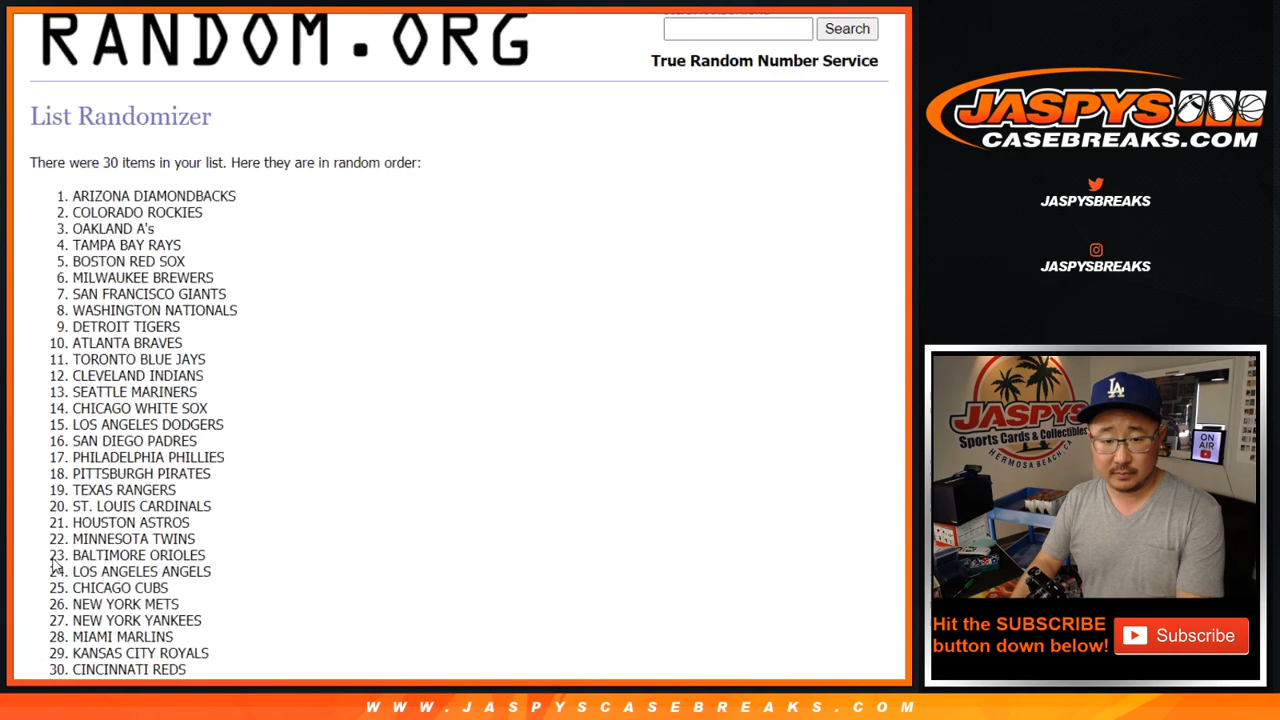 RANDOM.ORG
Search
True Random Number Service
List Randomizer
There were 30 items in your list. Here they are in random order:
1. ARIZONA DIAMONDBACKS
2. COLORADO ROCKIES
3. OAKLAND A's
4. TAMPA BAY RAYS
5. BOSTON RED SOX
6. MILWAUKEE BREWERS
7. SAN FRANCISCO GIANTS
8. WASHINGTON NATIONALS
9. DETROIT TIGERS
10. ATLANTA BRAVES
11. TORONTO BLUE JAYS
12. CLEVELAND INDIANS
13. SEATTLE MARINERS
14. CHICAGO WHITE SOX
15. LOS ANGELES DODGERS
16. SAN DIEGO PADRES
17. PHILADELPHIA PHILLIES
18. PITTSBURGH PIRATES
19. TEXAS RANGERS
20. ST. LOUIS CARDINALS
21. HOUSTON ASTROS
22. MINNESOTA TWINS
23. BALTIMORE ORIOLES
24. LOS ANGELES ANGELS
25. CHICAGO CUBS
26. NEW YORK METS
27. NEW YORK YANKEES
28. MIAMI MARLINS
29. KANSAS CITY ROYALS
30. CINCINNATI REDS
JASPYS
CASEBREAKS.COM
JASPYSBREAKS
JASPYSBREAKS
JASPYS
Sports Cards & Collectibles
HERMOSA BEACH, CA
LA
ON
AIR
Hit the SUBSCRIBE
button down below!
Subscribe
WWW.JASPYSCASEBREAKS.COM